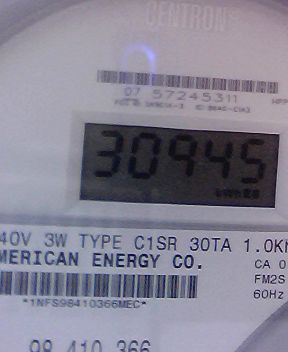 CENTRON®
07 57245311
30945
40V 3W TYPE C1SR 30TA 1.0K
MERICAN ENERGY CO.
CA 0
FM2S
60Hz
*1NFS98410366MEC*
98 410 366